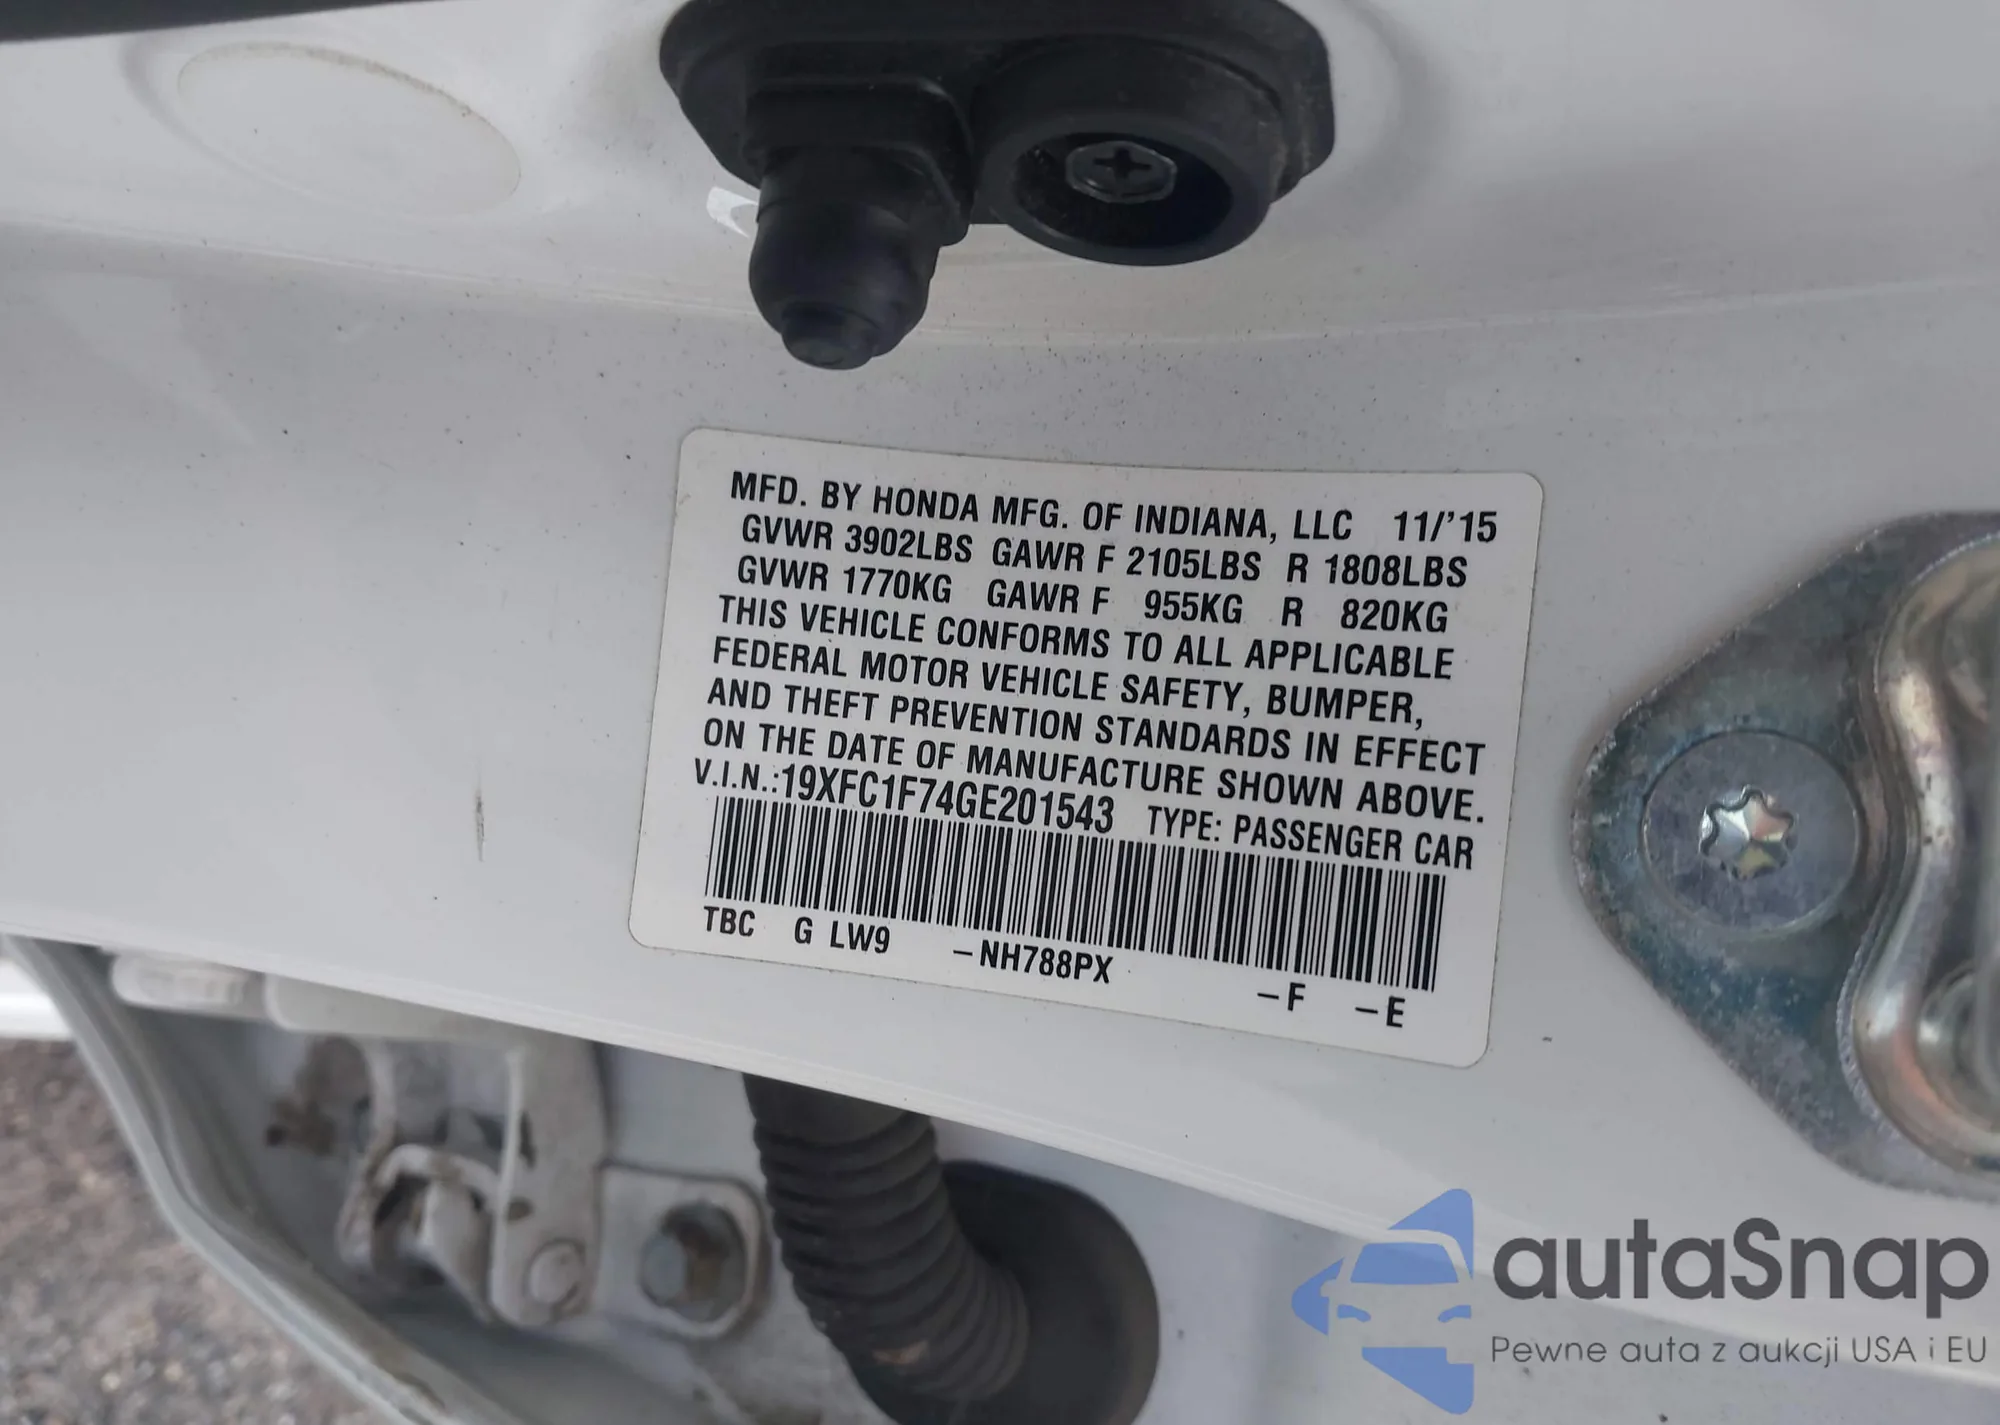 MFD. BY HONDA MFG. OF INDIANA, LLC 11/'15
GVWR 3902LBS GAWR F 2105LBS R 1808LBS
GVWR 1770KG GAWR F 955KG R 820KG
THIS VEHICLE CONFORMS TO ALL APPLICABLE
FEDERAL MOTOR VEHICLE SAFETY, BUMPER,
AND THEFT PREVENTION STANDARDS IN EFFECT
ON THE DATE OF MANUFACTURE SHOWN ABOVE.
V.I.N.:19XFC1F74GE201543 TYPE: PASSENGER CAR
TBC G LW9 -NH788PX -F -E
autaSnap
Pewne auta z aukcji USA i EU